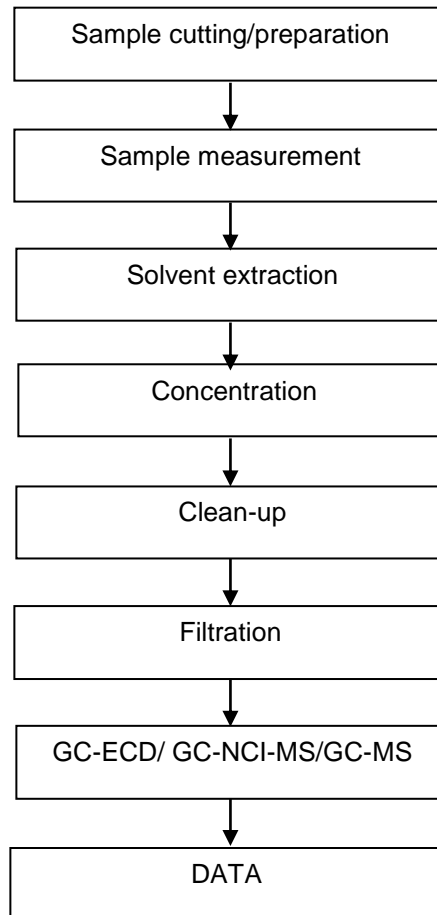 Sample cutting/preparation
Sample measurement
Solvent extraction
Concentration
Clean-up
Filtration
GC-ECD/ GC-NCI-MS/GC-MS
DATA